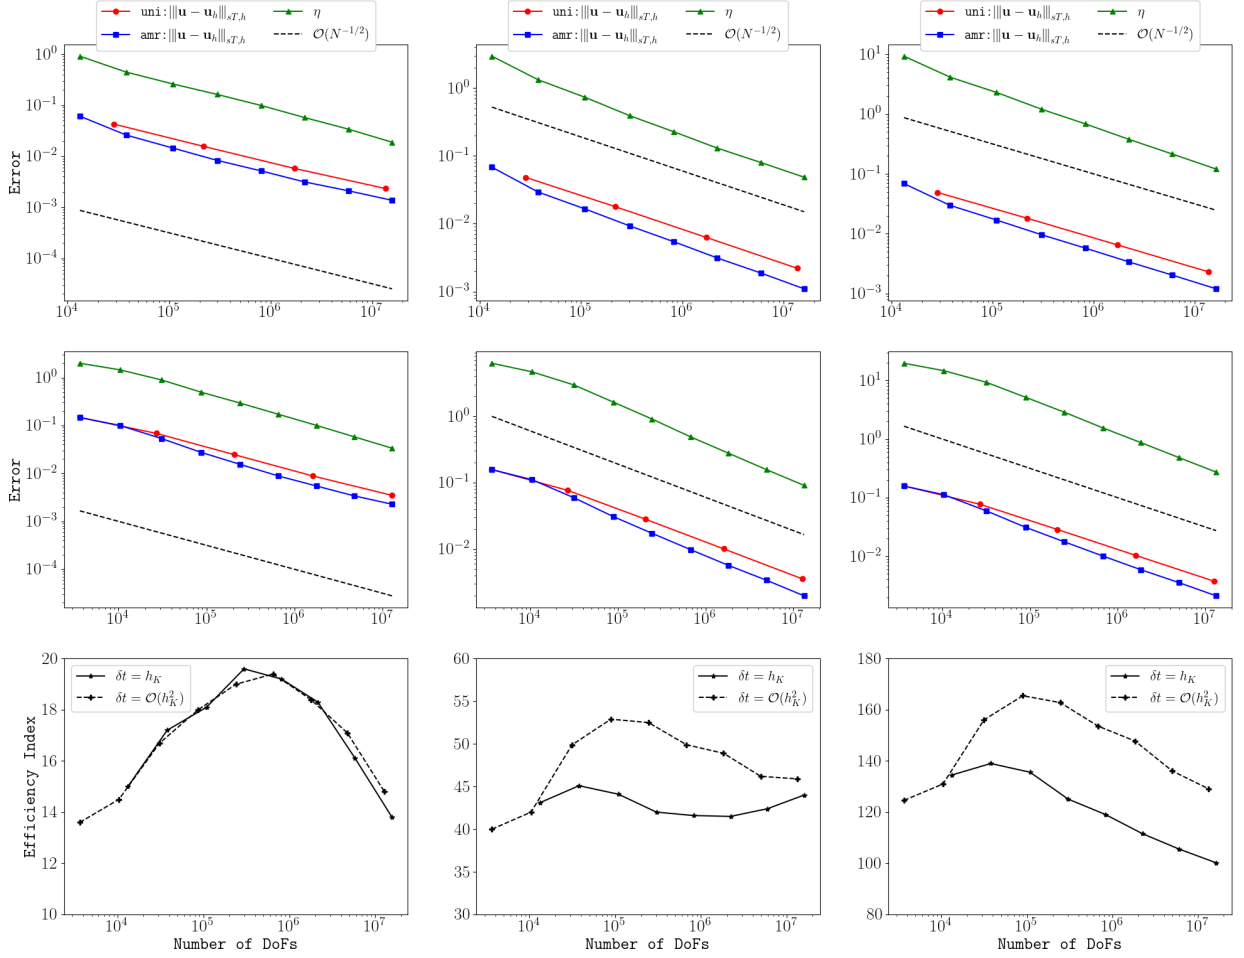 uni: |||u − u_h|||_{sT,h}
η
amr: |||u − u_h|||_{sT,h}
O(N^{−1/2})
uni: |||u − u_h|||_{sT,h}
η
amr: |||u − u_h|||_{sT,h}
O(N^{−1/2})
uni: |||u − u_h|||_{sT,h}
η
amr: |||u − u_h|||_{sT,h}
O(N^{−1/2})
Error
10^0
10^{−1}
10^{−2}
10^{−3}
10^{−4}
10^4 10^5 10^6 10^7
10^0
10^{−1}
10^{−2}
10^{−3}
10^4 10^5 10^6 10^7
10^1
10^0
10^{−1}
10^{−2}
10^{−3}
10^4 10^5 10^6 10^7
Error
10^0
10^{−1}
10^{−2}
10^{−3}
10^{−4}
10^4 10^5 10^6 10^7
10^0
10^{−1}
10^{−2}
10^4 10^5 10^6 10^7
10^1
10^0
10^{−1}
10^{−2}
10^4 10^5 10^6 10^7
Efficiency Index
20
18
16
14
12
10
δt = h_K
δt = O(h_K^2)
10^4 10^5 10^6 10^7
Number of DoFs
60
55
50
45
40
35
30
δt = h_K
δt = O(h_K^2)
10^4 10^5 10^6 10^7
Number of DoFs
180
160
140
120
100
80
δt = h_K
δt = O(h_K^2)
10^4 10^5 10^6 10^7
Number of DoFs